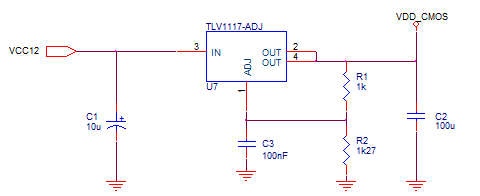 VDD_CMOS
TLV1117-ADJ
VCC12
3
IN
OUT
2
OUT
4
ADJ
U7
1
R1
1k
C1
10u
+
C2
100u
C3
100nF
R2
1k27